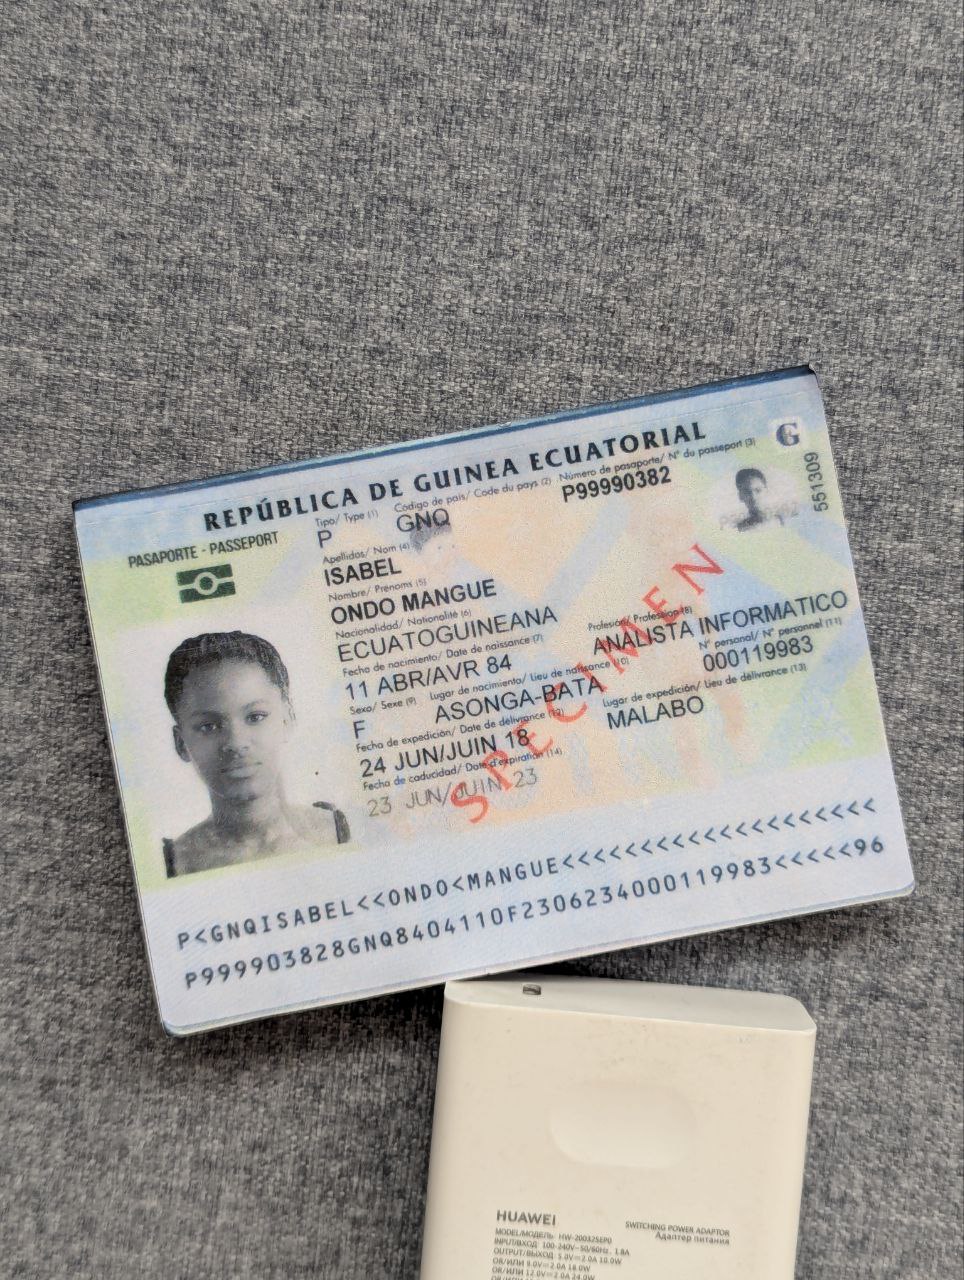 REPÚBLICA DE GUINEA ECUATORIAL
G
PASAPORTE - PASSEPORT
Tipo/ Type (1) Codigo de pais/ Code du pays (2) Número de pasaporte/ N° du passeport (3)
P GNQ P99990382
551309
Apellidos/ Nom (4)
ISABEL
Nombre/ Prenoms (5)
ONDO MANGUE
Nacionalidad/ Nationalité (6)
ECUATOGUINEANA
Profesión/ Profession (8)
ANALISTA INFORMATICO
Fecha de nacimiento/ Date de naissance (7)
11 ABR/AVR 84
N° personal/ N° personnel (11)
000119983
Sexo/ Sexe (9) Lugar de nacimiento/ Lieu de naissance (10)
F ASONGA-BATA
Fecha de expedición/ Date de délivrance (12) Lugar de expedición/ Lieu de délivrance (13)
24 JUN/JUIN 18 MALABO
Fecha de caducidad/ Date d'expiration (14)
23 JUN/JUIN 23
SPECIMEN
P<GNQISABEL<<ONDO<MANGUE<<<<<<<<<<<<<<<<<<<<
P999903828GNQ8404110F2306234000119983<<<<<96
HUAWEI SWITCHING POWER ADAPTOR
MODEL/МОДЕЛЬ: HW-200325EP0 Адаптер питания
INPUT/ВХОД: 100-240V~50/60Hz, 1.8A
OUTPUT/ВЫХОД: 5.0V⎓2.0A 10.0W
OR/ИЛИ 9.0V⎓2.0A 18.0W
OR/ИЛИ 12.0V⎓2.0A 24.0W